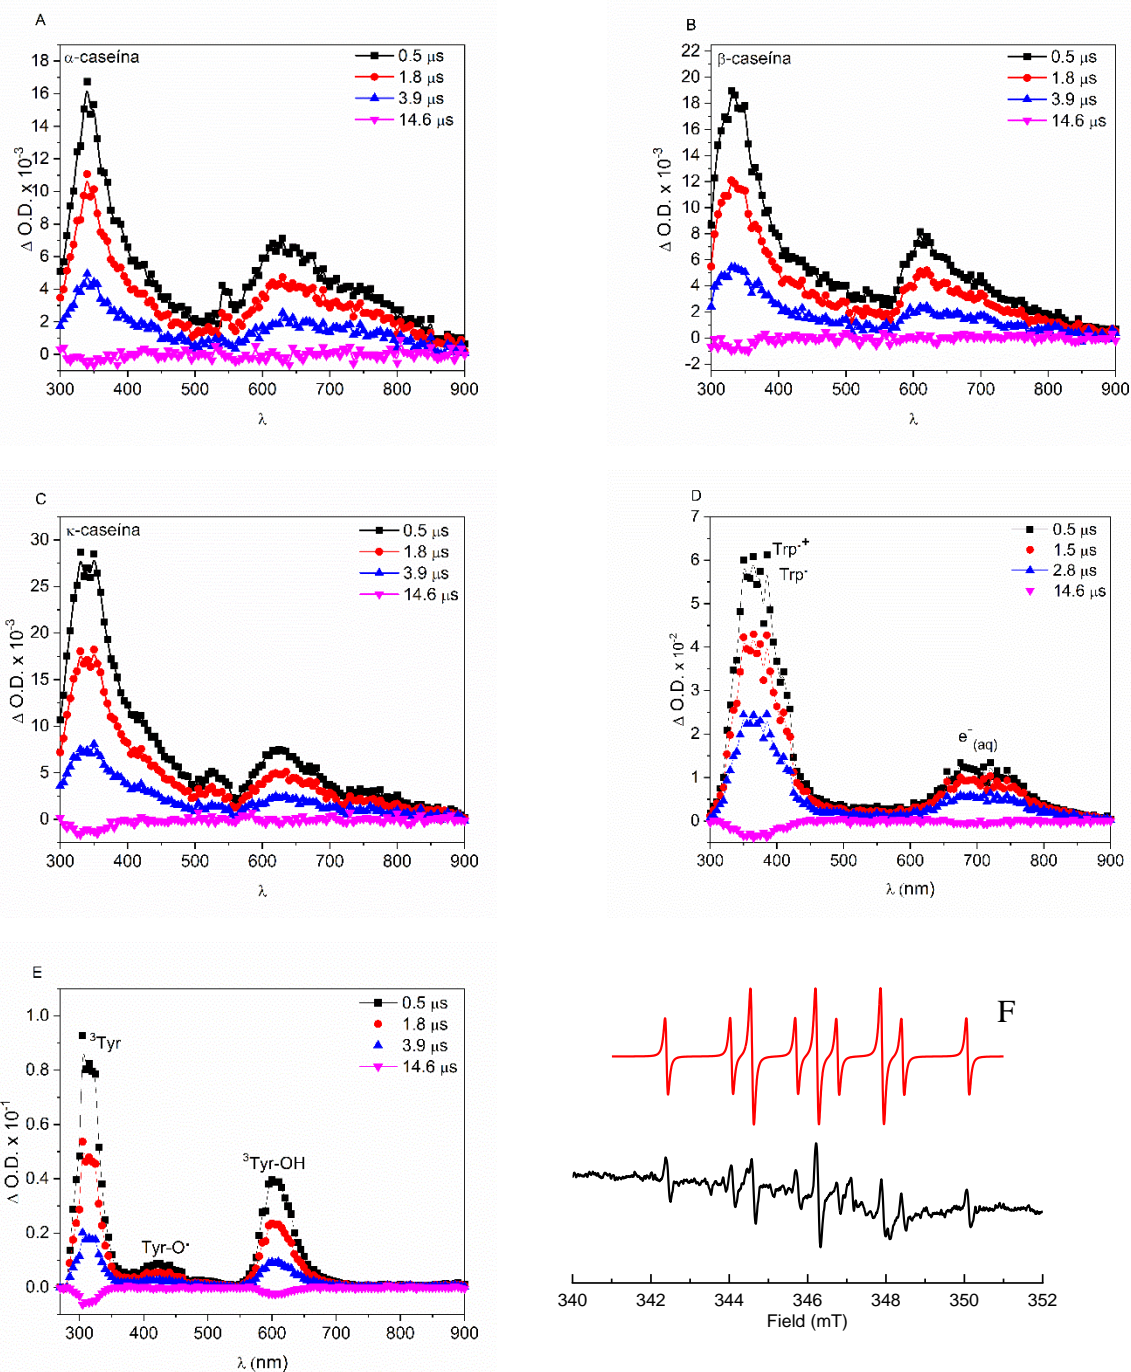 A
α-caseína
0.5 μs
1.8 μs
3.9 μs
14.6 μs
18
16
14
12
10
8
6
4
2
0
Δ O.D. x 10⁻³
300 400 500 600 700 800 900
λ
B
β-caseína
0.5 μs
1.8 μs
3.9 μs
14.6 μs
22
20
18
16
14
12
10
8
6
4
2
0
-2
Δ O.D. x 10⁻³
300 400 500 600 700 800 900
λ
C
κ-caseína
0.5 μs
1.8 μs
3.9 μs
14.6 μs
30
25
20
15
10
5
0
Δ O.D. x 10⁻³
300 400 500 600 700 800 900
λ
D
0.5 μs
1.5 μs
2.8 μs
14.6 μs
Trp·⁺
Trp·
e⁻(aq)
7
6
5
4
3
2
1
0
Δ O.D. x 10⁻²
300 400 500 600 700 800 900
λ (nm)
E
0.5 μs
1.8 μs
3.9 μs
14.6 μs
³Tyr
³Tyr-OH
Tyr-O·
1.0
0.8
0.6
0.4
0.2
0.0
Δ O.D. x 10⁻¹
300 400 500 600 700 800 900
λ (nm)
F
340 342 344 346 348 350 352
Field (mT)